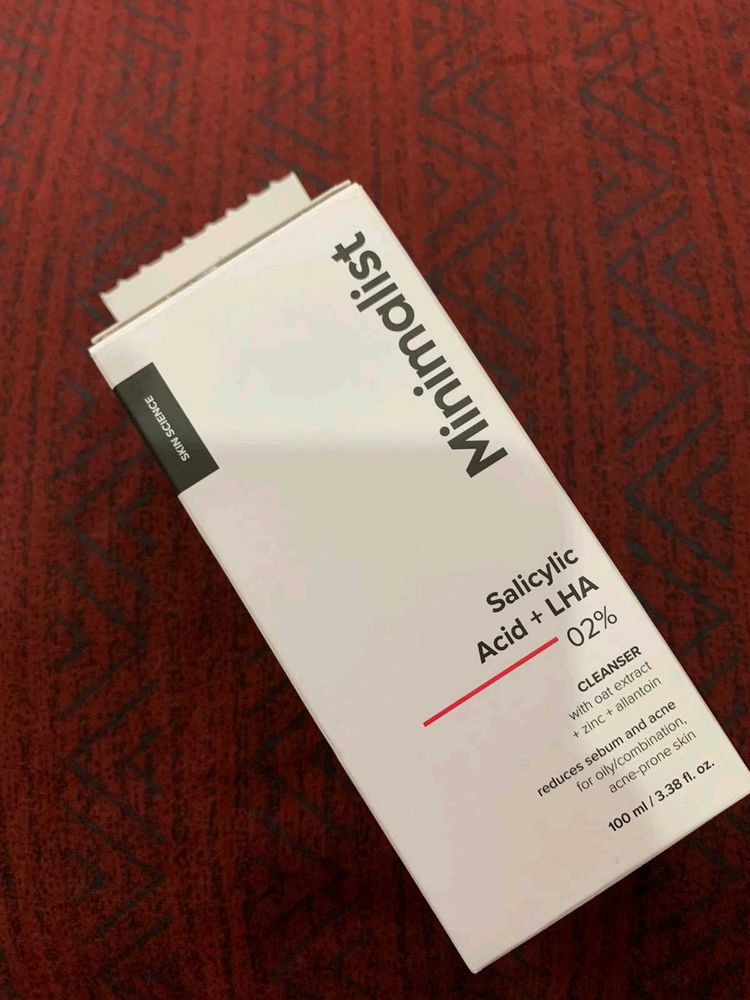 Minimalist
SKIN SCIENCE
Salicylic
Acid + LHA
02%
CLEANSER
with oat extract
+ zinc + allantoin
reduces sebum and acne
for oily/combination,
acne-prone skin
100 ml / 3.38 fl. oz.